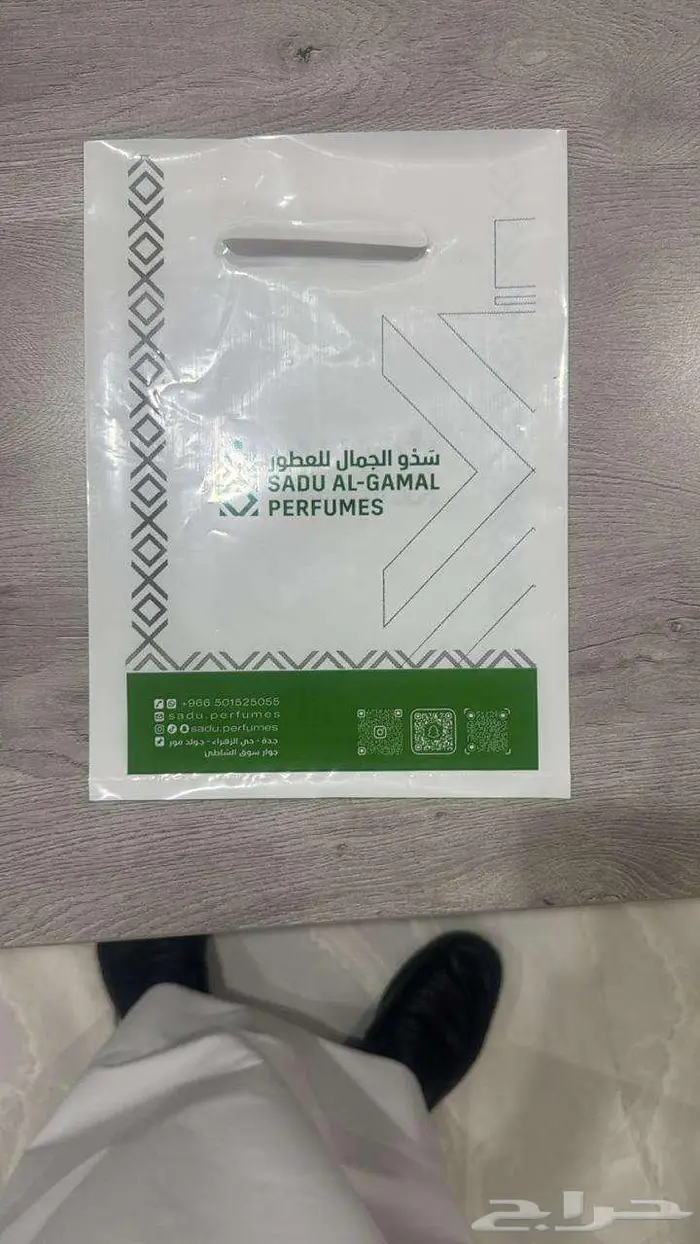 سَدو الجمال للعطور
SADU AL-GAMAL
PERFUMES
+966 501525055
sadu.perfumes
sadu.perfumes
جدة - حي الزهراء - جولد مور
جوار سوق الشاطئ
حراج